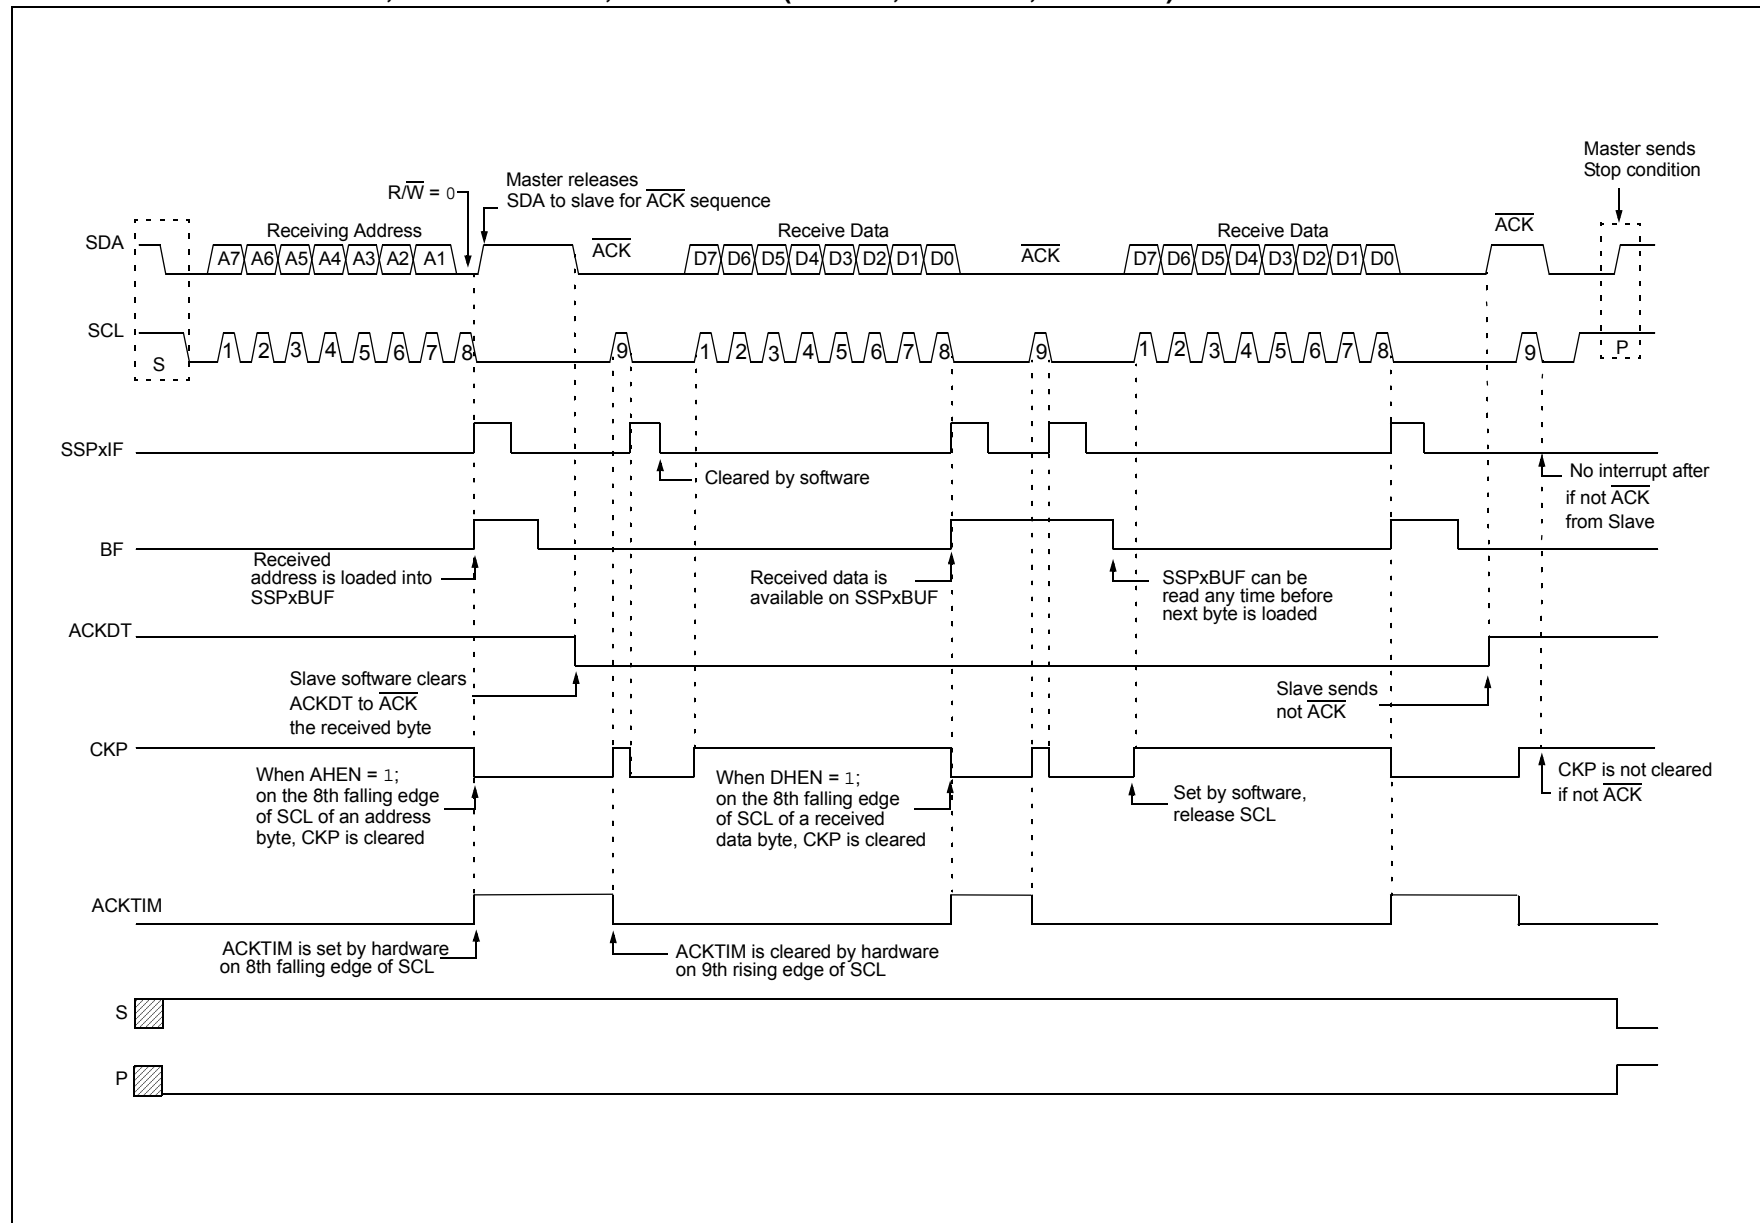 Master sends
Stop condition
R/W = 0
Master releases
SDA to slave for ACK sequence
SDA
Receiving Address
ACK
Receive Data
ACK
Receive Data
ACK
A7 A6 A5 A4 A3 A2 A1
D7 D6 D5 D4 D3 D2 D1 D0
D7 D6 D5 D4 D3 D2 D1 D0
SCL
S
1 2 3 4 5 6 7 8 9
1 2 3 4 5 6 7 8 9
1 2 3 4 5 6 7 8 9
P
SSPxIF
Cleared by software
No interrupt after
if not ACK
from Slave
BF
Received
address is loaded into
SSPxBUF
Received data is
available on SSPxBUF
SSPxBUF can be
read any time before
next byte is loaded
ACKDT
Slave software clears
ACKDT to ACK
the received byte
Slave sends
not ACK
CKP
When AHEN = 1;
on the 8th falling edge
of SCL of an address
byte, CKP is cleared
When DHEN = 1;
on the 8th falling edge
of SCL of a received
data byte, CKP is cleared
Set by software,
release SCL
CKP is not cleared
if not ACK
ACKTIM
ACKTIM is set by hardware
on 8th falling edge of SCL
ACKTIM is cleared by hardware
on 9th rising edge of SCL
S
P